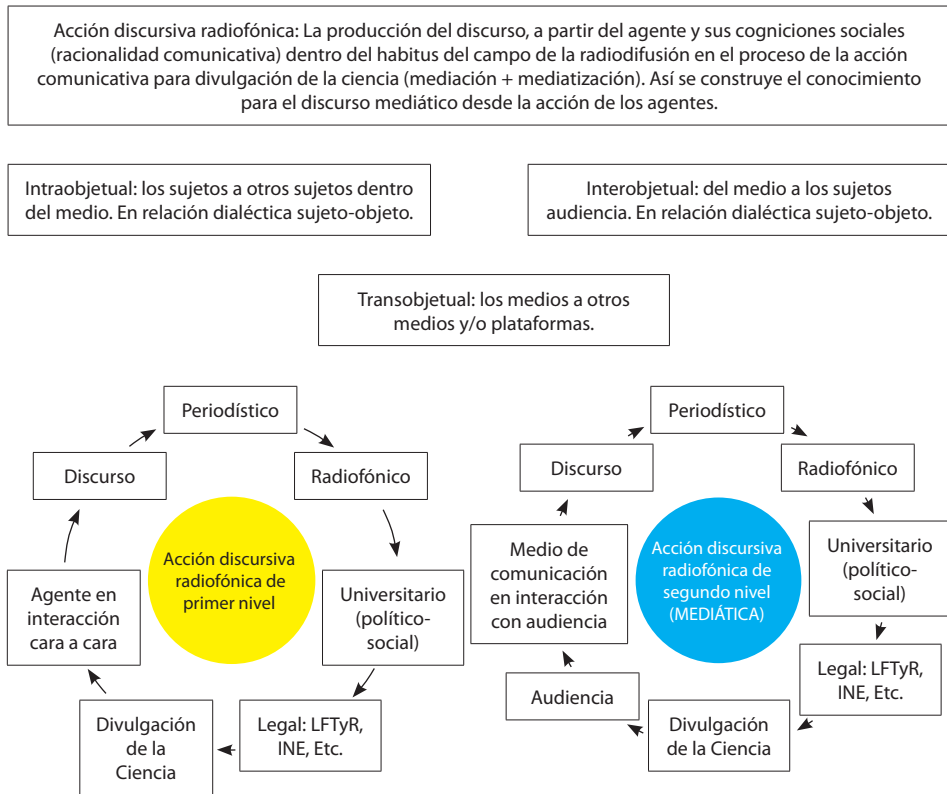 Acción discursiva radiofónica: La producción del discurso, a partir del agente y sus cogniciones sociales
(racionalidad comunicativa) dentro del habitus del campo de la radiodifusión en el proceso de la acción
comunicativa para divulgación de la ciencia (mediación + mediatización). Así se construye el conocimiento
para el discurso mediático desde la acción de los agentes.
Intraobjetual: los sujetos a otros sujetos dentro
del medio. En relación dialéctica sujeto-objeto.
Interobjetual: del medio a los sujetos
audiencia. En relación dialéctica sujeto-objeto.
Transobjetual: los medios a otros
medios y/o plataformas.
Periodístico
Discurso
Radiofónico
Acción discursiva
radiofónica de
primer nivel
Agente en
interacción
cara a cara
Universitario
(político-
social)
Divulgación
de la
Ciencia
Legal: LFTyR,
INE, Etc.
Periodístico
Discurso
Radiofónico
Medio de
comunicación
en interacción
con audiencia
Acción discursiva
radiofónica de
segundo nivel
(MEDIÁTICA)
Universitario
(político-
social)
Legal: LFTyR,
INE, Etc.
Audiencia
Divulgación
de la Ciencia